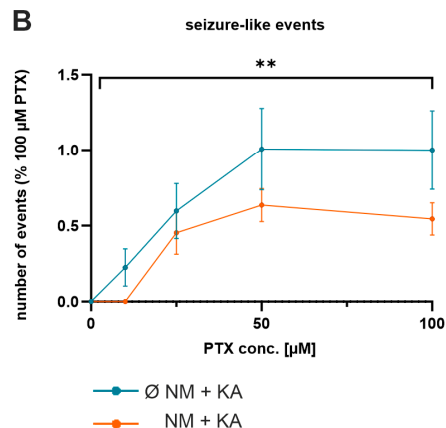 B
seizure-like events
**
number of events (% 100 µM PTX)
1.5
1.0
0.5
0.0
0
50
100
PTX conc. [µM]
Ø NM + KA
NM + KA